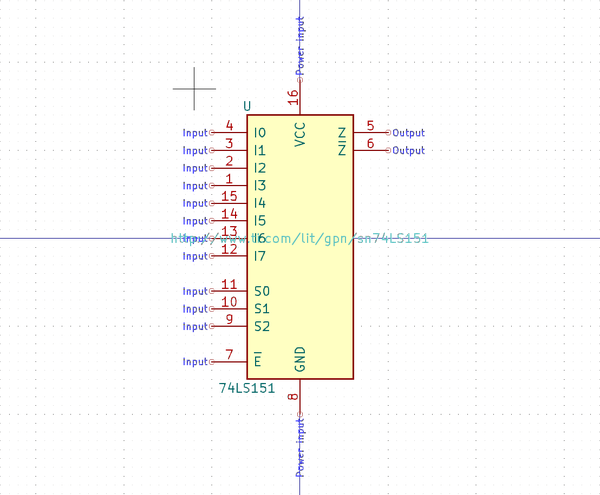 Power input
16
U
VCC
Input 4 I0 Z 5 Output
Input 3 I1 Z 6 Output
Input 2 I2
Input 1 I3
Input 15 I4
Input 14 I5
Input 13 I6
http://www.ti.com/lit/gpn/sn74LS151
Input 12 I7
Input 11 S0
Input 10 S1
Input 9 S2
Input 7 E
GND
74LS151
8
Power input